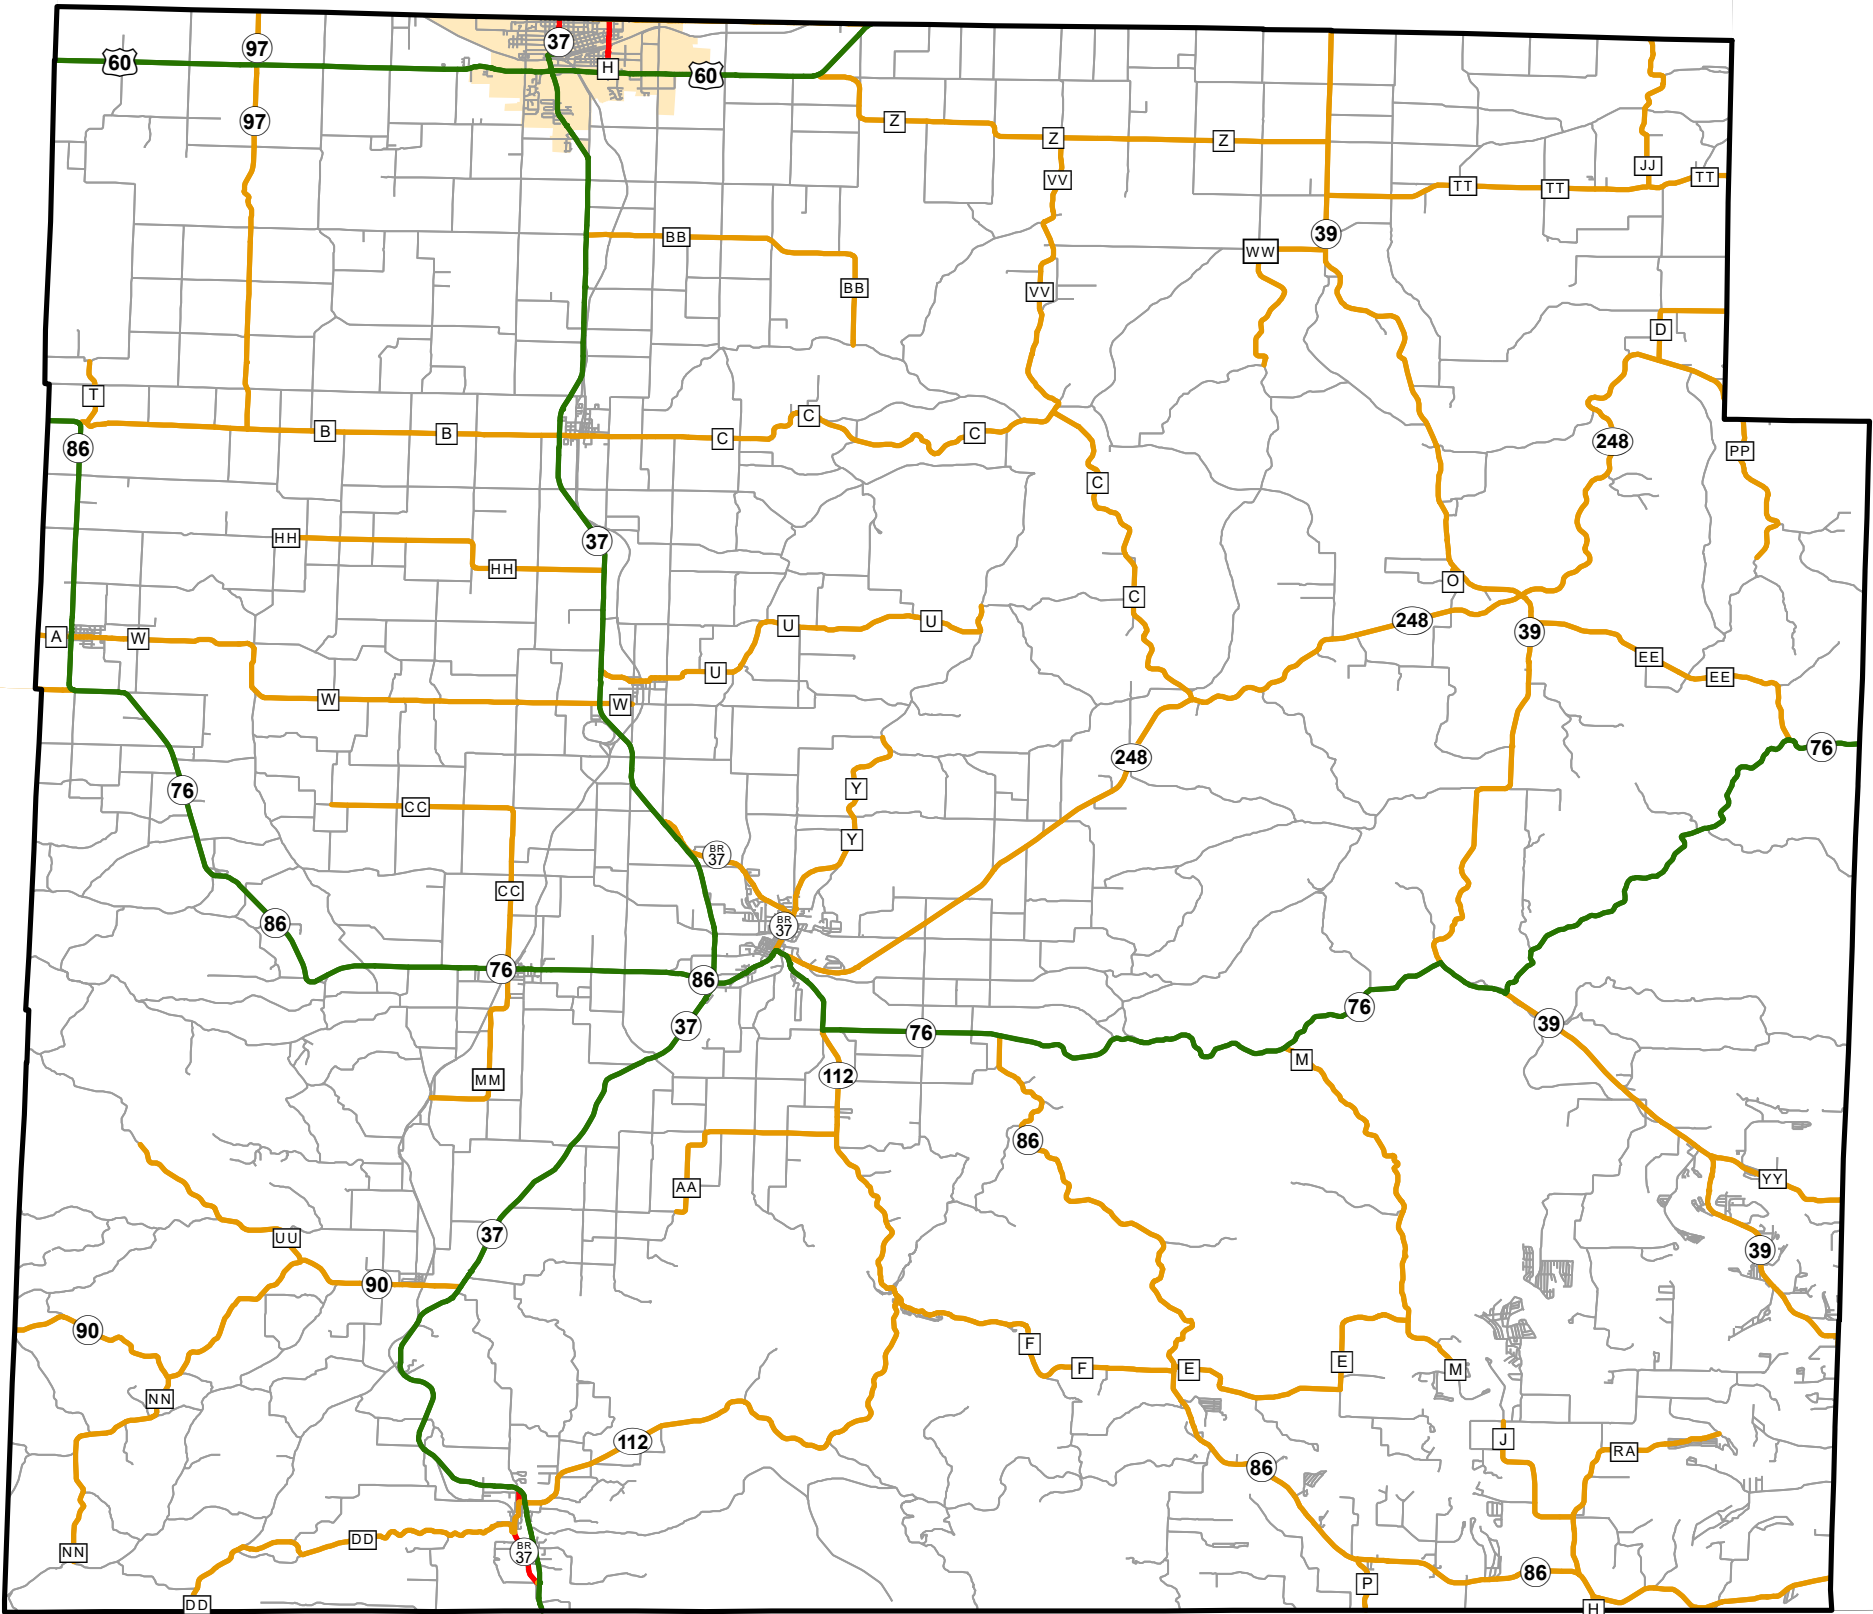 37
97
60
H
60
97
Z
Z
Z
JJ
VV
TT
TT
TT
39
BB
WW
BB
VV
D
T
C
B
B
C
C
248
86
PP
C
HH
37
HH
O
C
248
U
U
39
A
W
EE
U
EE
W
W
76
248
76
Y
CC
Y
BR
37
CC
86
BR
37
76
86
76
76
37
39
M
112
MM
86
YY
AA
37
UU
39
90
90
F
E
F
E
M
NN
J
112
RA
86
DD
NN
BR
37
86
P
DD
H